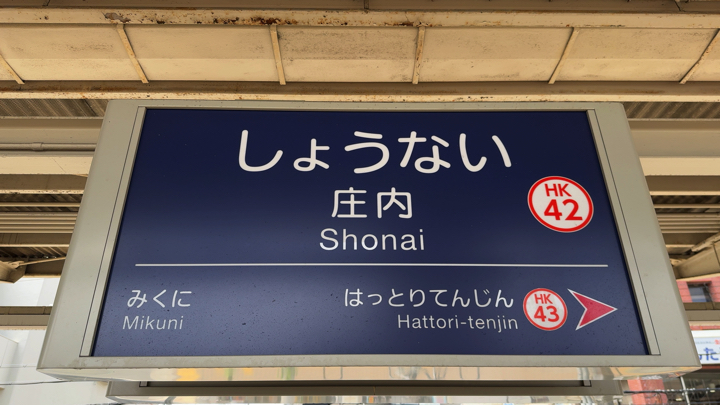 しょうない
庄内
Shonai
HK
42
みくに
Mikuni
はっとりてんじん
Hattori-tenjin
HK
43